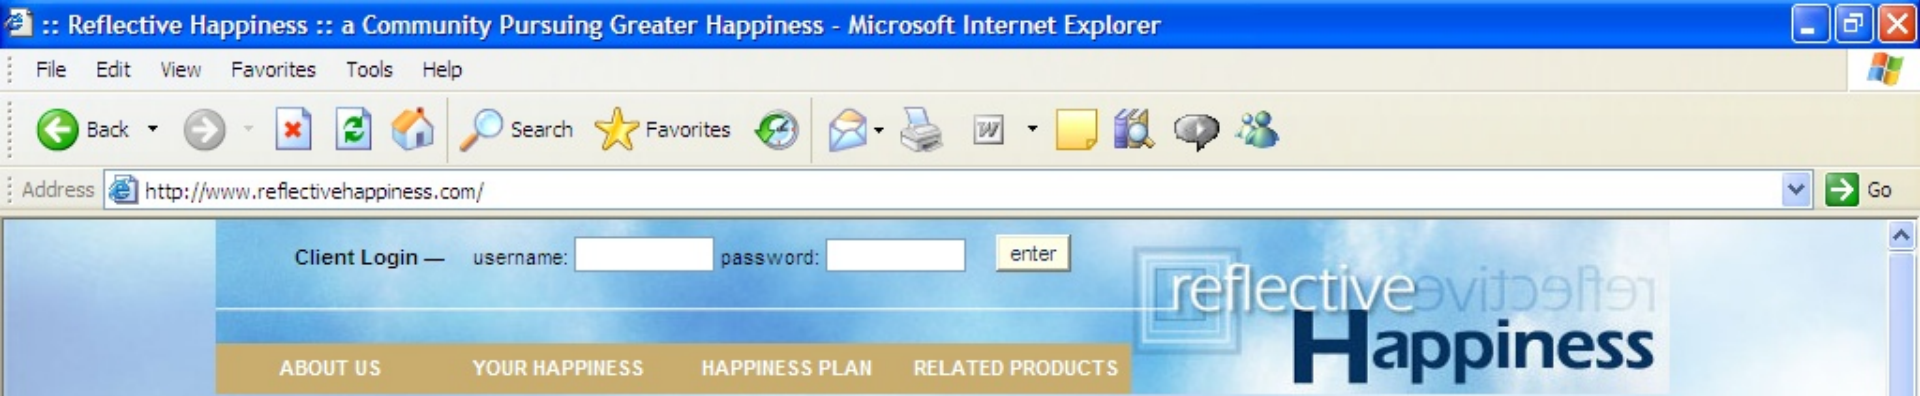 :: Reflective Happiness :: a Community Pursuing Greater Happiness - Microsoft Internet Explorer
File Edit View Favorites Tools Help
Back Search Favorites W
Address http://www.reflectivehappiness.com/ Go
Client Login — username: password: enter
reflective reflective
Happiness
ABOUT US YOUR HAPPINESS HAPPINESS PLAN RELATED PRODUCTS